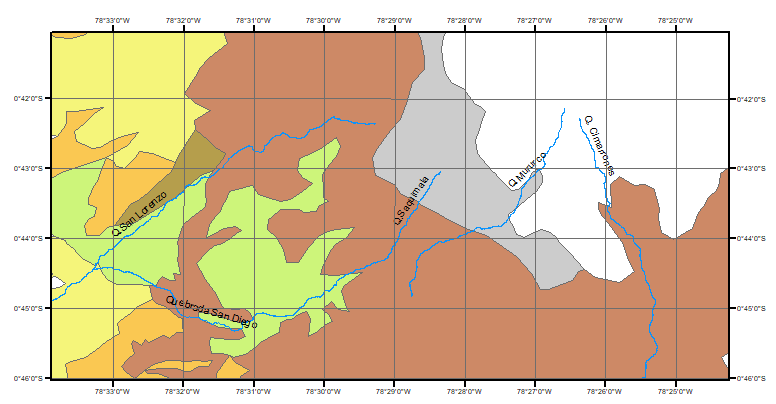 78°33'0"W 78°32'0"W 78°31'0"W 78°30'0"W 78°29'0"W 78°28'0"W 78°27'0"W 78°26'0"W 78°25'0"W
0°42'0"S 0°42'0"S
Q. Cimarrones
0°43'0"S 0°43'0"S
Q. Mururco
Q. Saquimala
Q. San Lorenzo
0°44'0"S 0°44'0"S
0°45'0"S 0°45'0"S
Quebroda San Diego
0°46'0"S 0°46'0"S
78°33'0"W 78°32'0"W 78°31'0"W 78°30'0"W 78°29'0"W 78°28'0"W 78°27'0"W 78°26'0"W 78°25'0"W